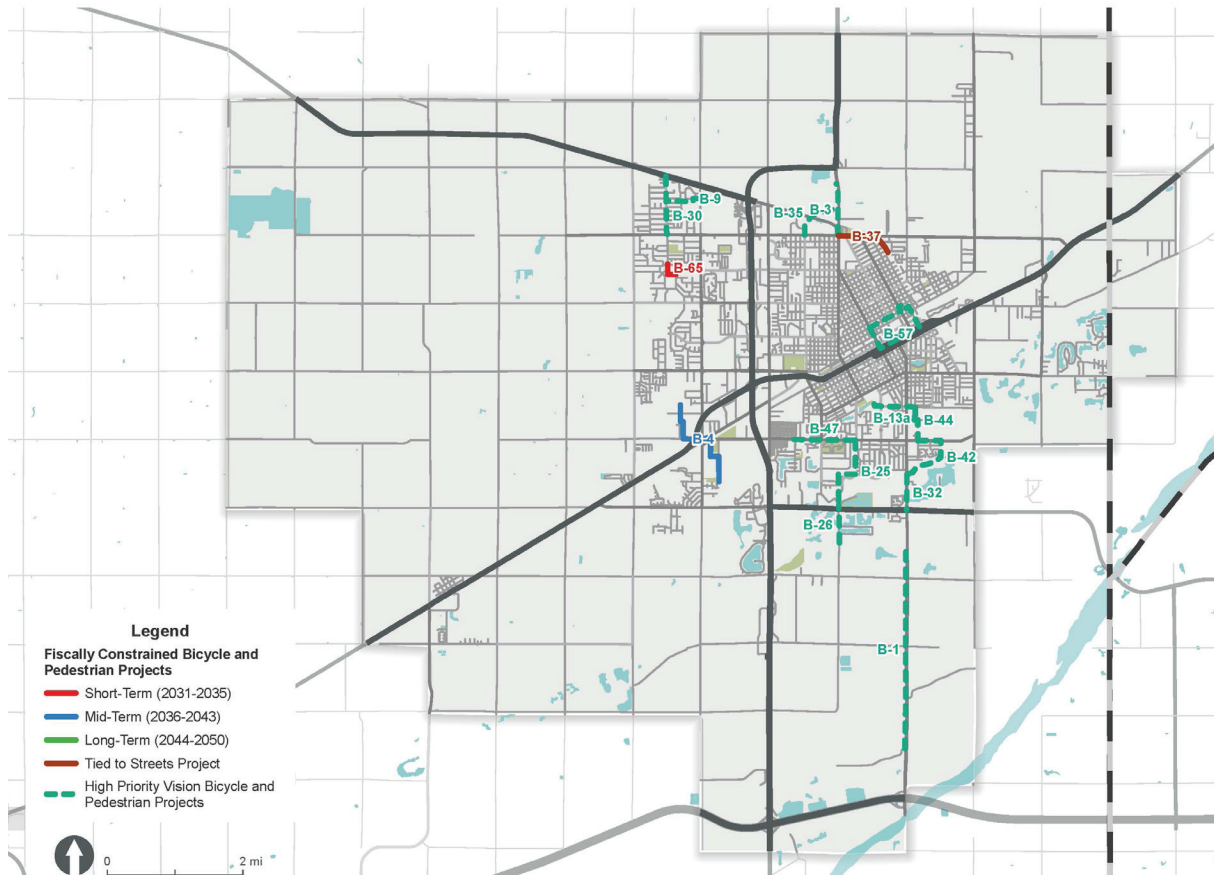 B-9
B-35
B-3
B-30
B-37
B-65
B-57
B-13a
B-44
B-4
B-47
B-42
B-25
B-32
B-26
B-1
Legend
Fiscally Constrained Bicycle and
Pedestrian Projects
Short-Term (2031-2035)
Mid-Term (2036-2043)
Long-Term (2044-2050)
Tied to Streets Project
High Priority Vision Bicycle and
Pedestrian Projects
0
2 mi